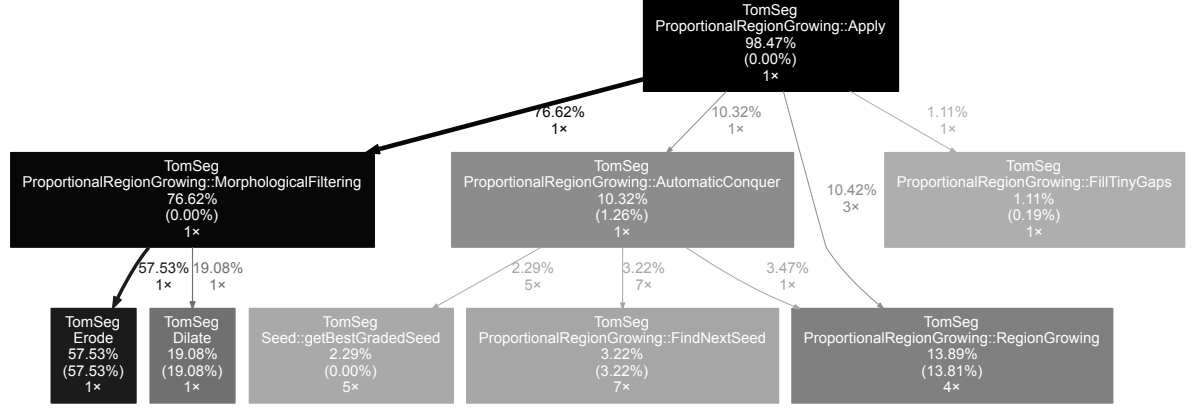 TomSeg
ProportionalRegionGrowing::Apply
98.47%
(0.00%)
1×
76.62%
1×
10.32%
1×
1.11%
1×
TomSeg
ProportionalRegionGrowing::MorphologicalFiltering
76.62%
(0.00%)
1×
TomSeg
ProportionalRegionGrowing::AutomaticConquer
10.32%
(1.26%)
1×
10.42%
3×
TomSeg
ProportionalRegionGrowing::FillTinyGaps
1.11%
(0.19%)
1×
57.53%
1×
19.08%
1×
2.29%
5×
3.22%
7×
3.47%
1×
TomSeg
Erode
57.53%
(57.53%)
1×
TomSeg
Dilate
19.08%
(19.08%)
1×
TomSeg
Seed::getBestGradedSeed
2.29%
(0.00%)
5×
TomSeg
ProportionalRegionGrowing::FindNextSeed
3.22%
(3.22%)
7×
TomSeg
ProportionalRegionGrowing::RegionGrowing
13.89%
(13.81%)
4×